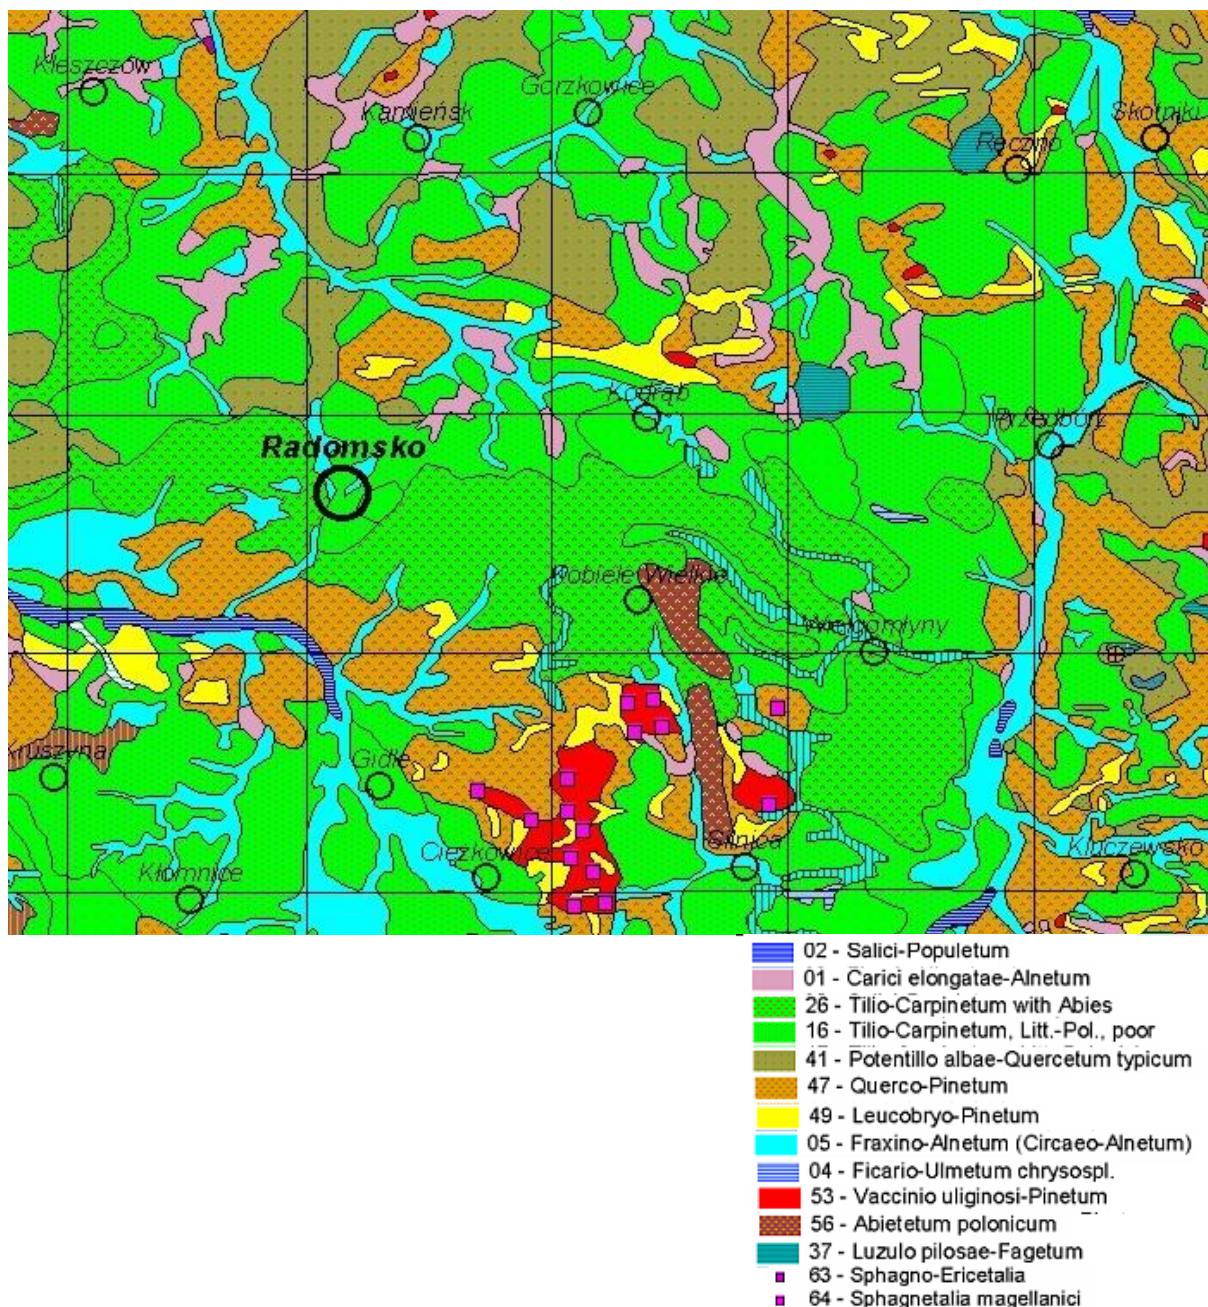 Kleszczów
Kamieńsk
Gorzkowice
Skotniki
Ręczno
Kodrąb
Przedbórz
Radomsko
Kobiele Wielkie
Wielgomłyny
Kruszyna
Gidle
Ciężkowice
Silnica
Kłomnice
Kluczewsko
02 - Salici-Populetum
01 - Carici elongatae-Alnetum
26 - Tilio-Carpinetum with Abies
16 - Tilio-Carpinetum, Litt.-Pol., poor
41 - Potentillo albae-Quercetum typicum
47 - Querco-Pinetum
49 - Leucobryo-Pinetum
05 - Fraxino-Alnetum (Circaeo-Alnetum)
04 - Ficario-Ulmetum chrysospl.
53 - Vaccinio uliginosi-Pinetum
56 - Abietetum polonicum
37 - Luzulo pilosae-Fagetum
63 - Sphagno-Ericetalia
64 - Sphagnetalia magellanici